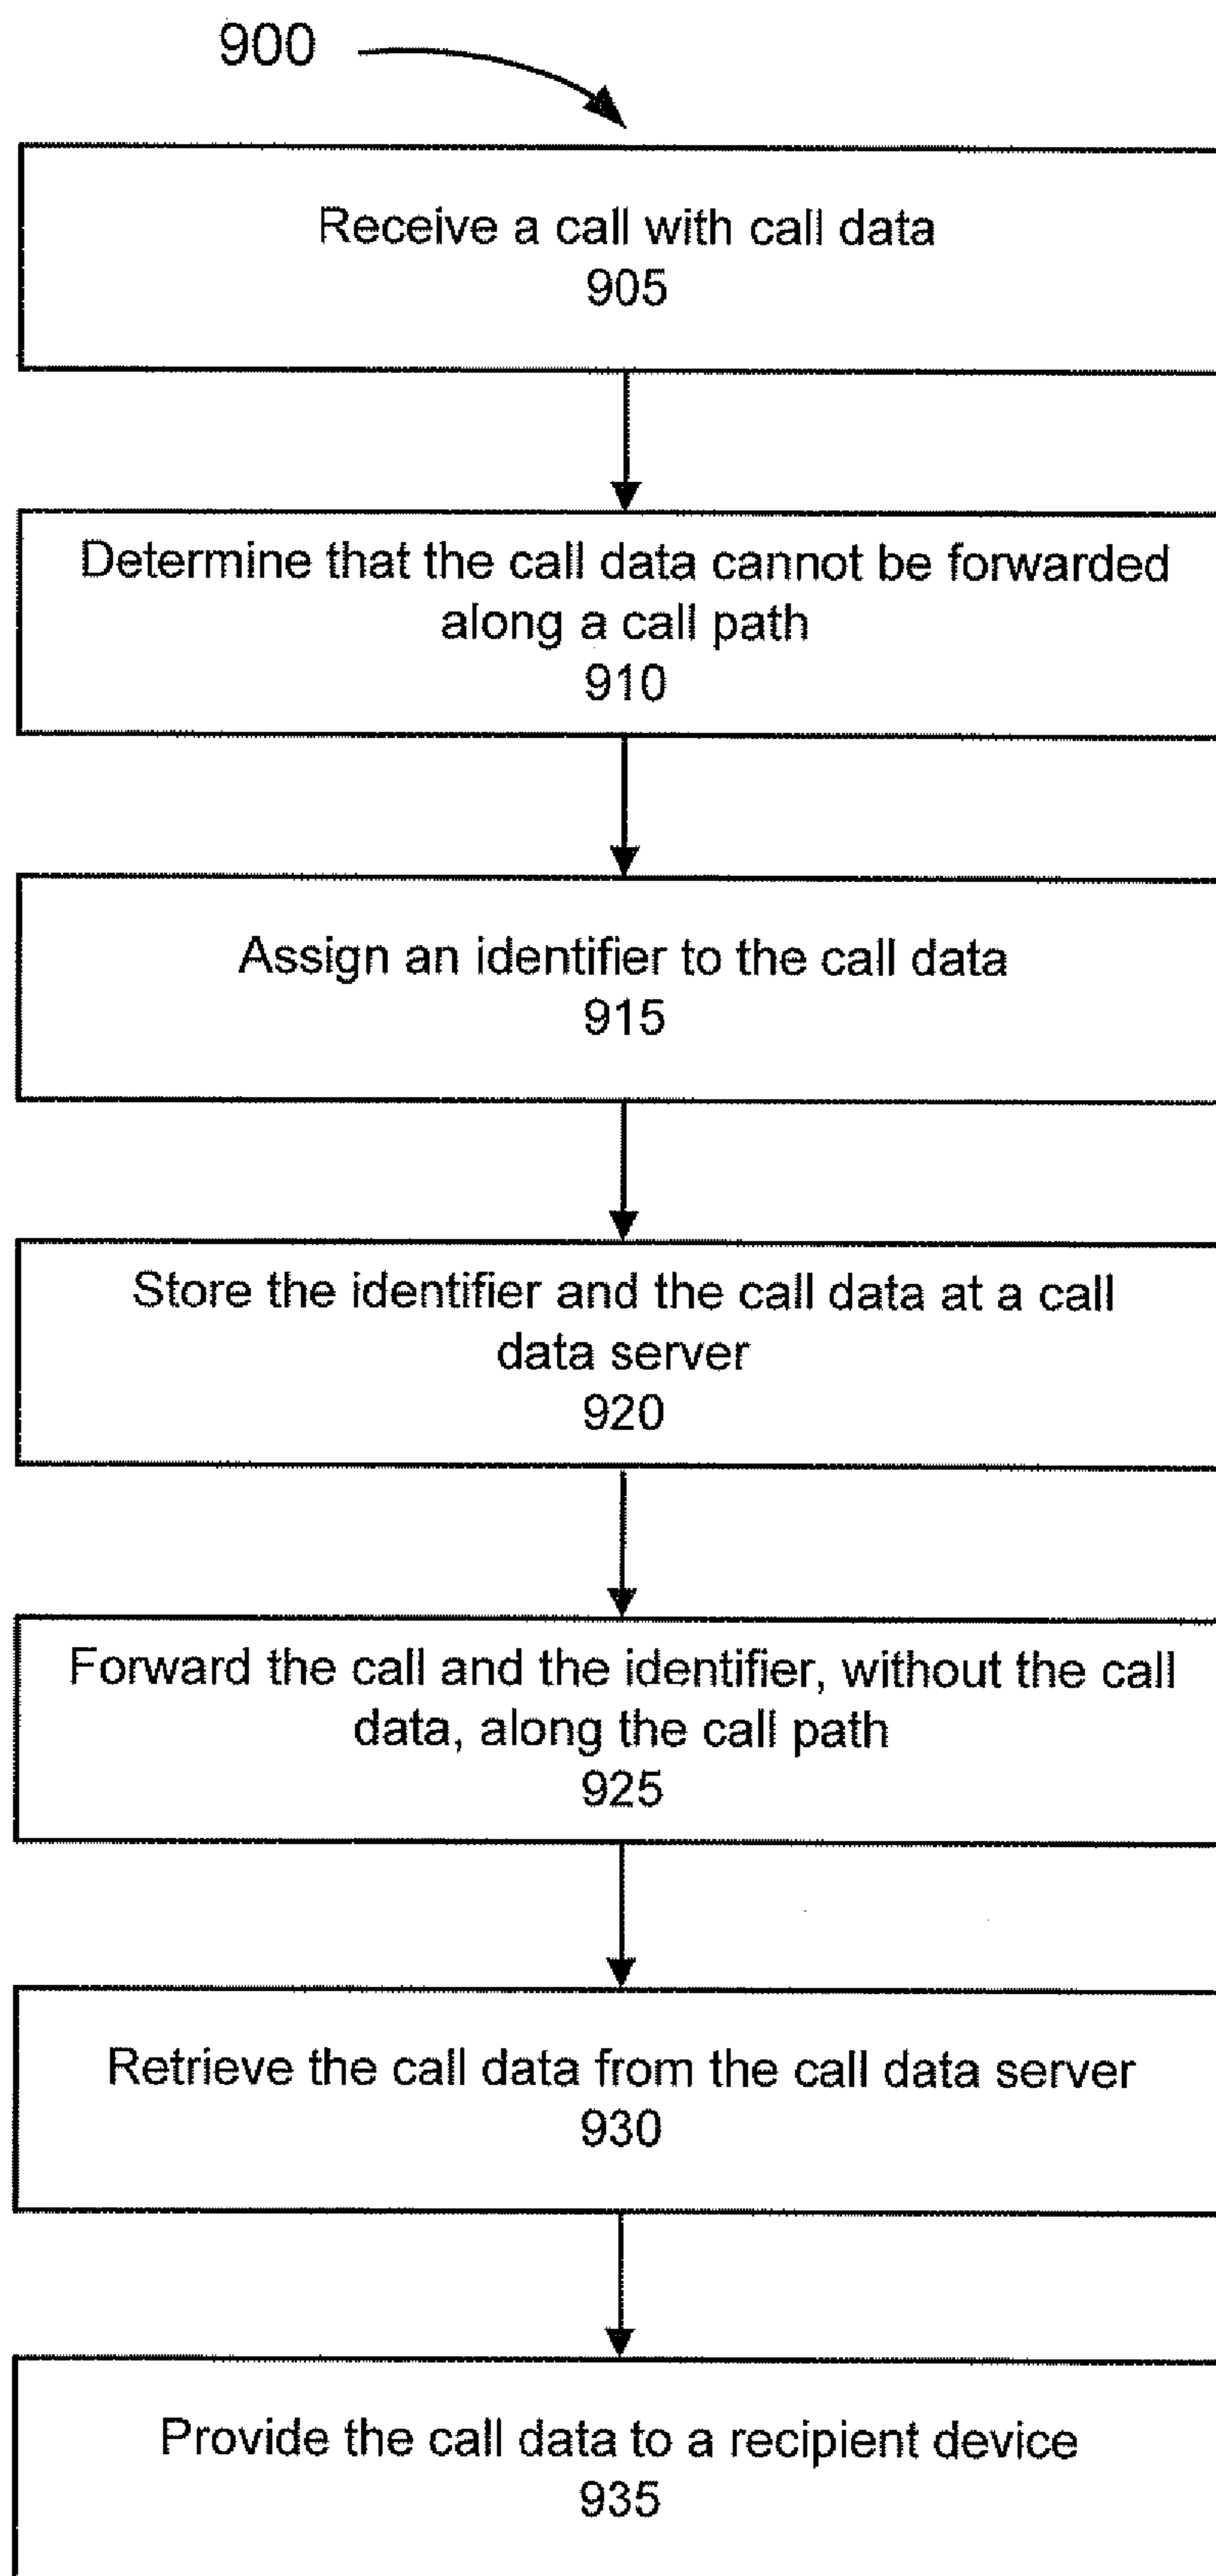 900
Receive a call with call data
905
Determine that the call data cannot be forwarded
along a call path
910
Assign an identifier to the call data
915
Store the identifier and the call data at a call
data server
920
Forward the call and the identifier, without the call
data, along the call path
925
Retrieve the call data from the call data server
930
Provide the call data to a recipient device
935